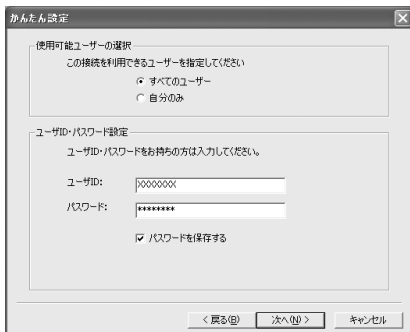 かんたん設定
使用可能ユーザーの選択
この接続を利用できるユーザーを指定してください
すべてのユーザー
自分のみ
ユーザID・パスワード設定
ユーザID・パスワードをお持ちの方は入力してください。
ユーザID:
XXXXXXX
パスワード:
********
パスワードを保存する
< 戻る(B)
次へ(N) >
キャンセル